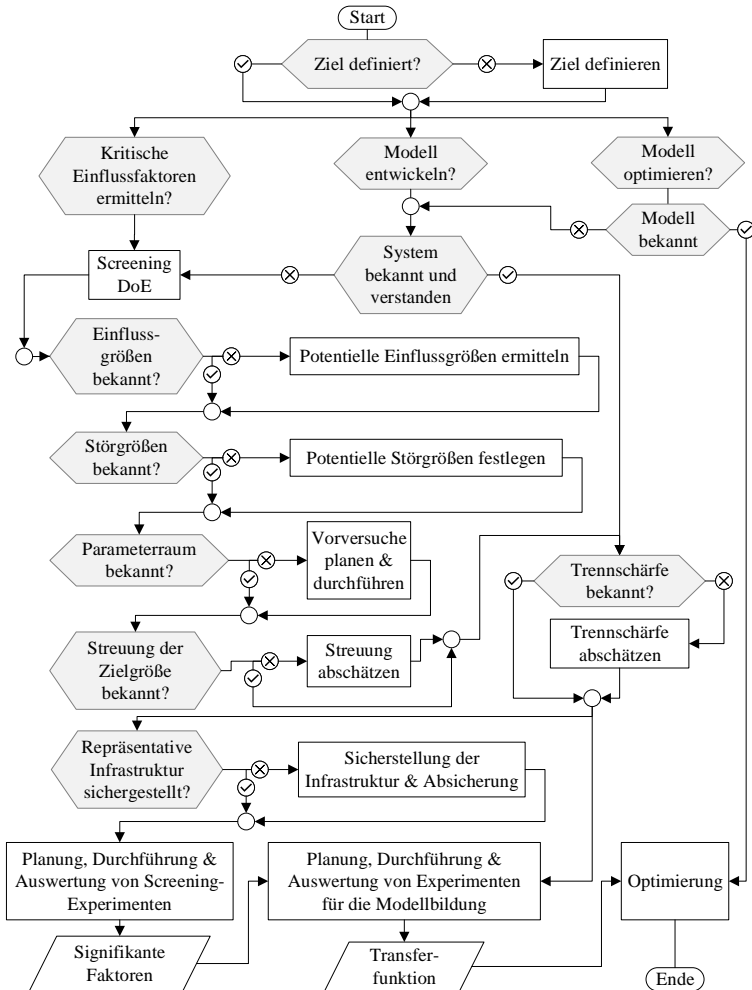 Start
Ziel definiert?
Ziel definieren
Kritische
Einflussfaktoren
ermitteln?
Modell
entwickeln?
Modell
optimieren?
Modell
bekannt
System
bekannt und
verstanden
Screening
DoE
Einfluss-
größen
bekannt?
Potentielle Einflussgrößen ermitteln
Störgrößen
bekannt?
Potentielle Störgrößen festlegen
Parameterraum
bekannt?
Vorversuche
planen &
durchführen
Trennschärfe
bekannt?
Streuung der
Zielgröße
bekannt?
Streuung
abschätzen
Trennschärfe
abschätzen
Repräsentative
Infrastruktur
sichergestellt?
Sicherstellung der
Infrastruktur & Absicherung
Planung, Durchführung &
Auswertung von Screening-
Experimenten
Planung, Durchführung &
Auswertung von Experimenten
für die Modellbildung
Optimierung
Signifikante
Faktoren
Transfer-
funktion
Ende